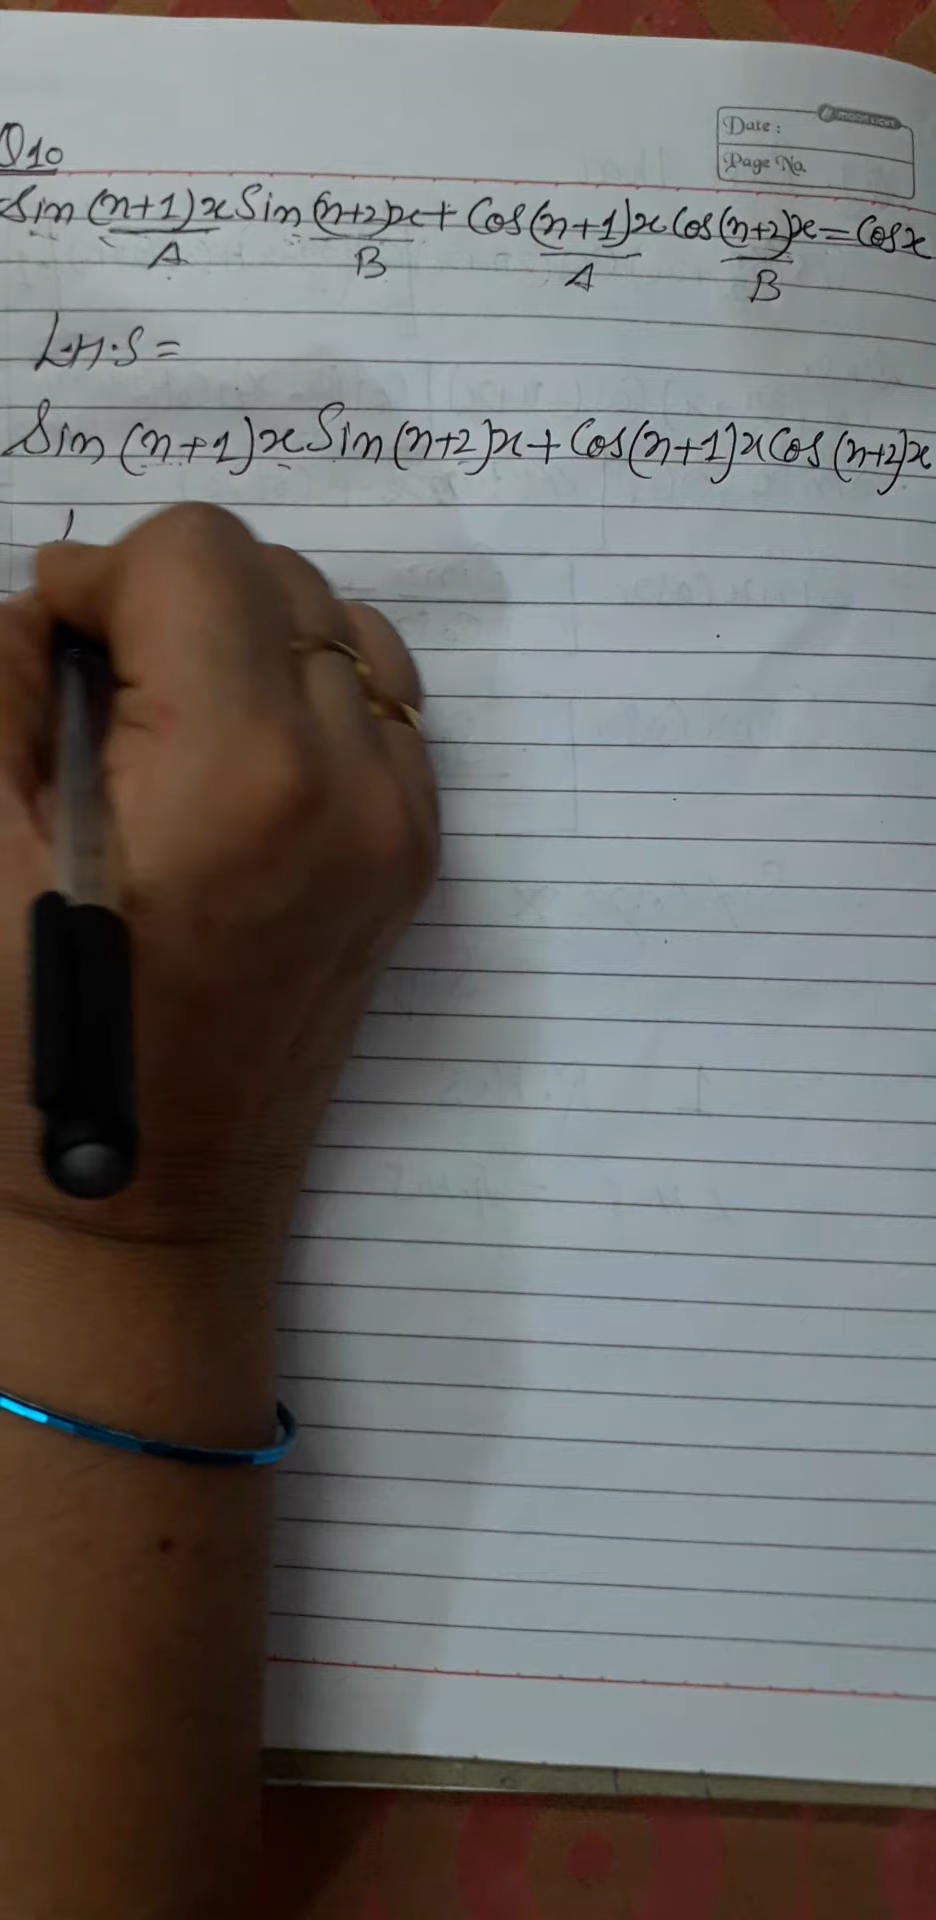 MOONLIGHT
Date :
Page No.
Q10
Sin (n+1)x Sin (n+2)x + Cos (n+1)x Cos (n+2)x = Cos x
A B A B
L.H.S =
Sin (n+1)x Sin (n+2)x + Cos (n+1)x Cos (n+2)x